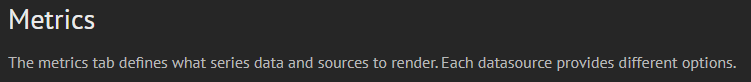 Metrics
The metrics tab defines what series data and sources to render. Each datasource provides different options.